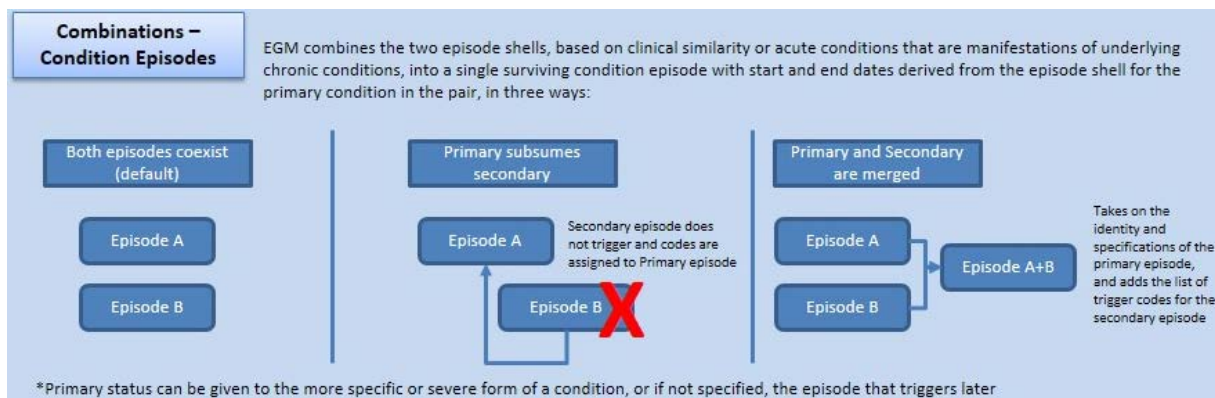 Combinations –
Condition Episodes
EGM combines the two episode shells, based on clinical similarity or acute conditions that are manifestations of underlying
chronic conditions, into a single surviving condition episode with start and end dates derived from the episode shell for the
primary condition in the pair, in three ways:
Both episodes coexist
(default)
Episode A
Episode B
Primary subsumes
secondary
Episode A
Secondary episode does
not trigger and codes are
assigned to Primary episode
Episode B
X
Primary and Secondary
are merged
Episode A
Episode B
Episode A+B
Takes on the
identity and
specifications of the
primary episode,
and adds the list of
trigger codes for the
secondary episode
*Primary status can be given to the more specific or severe form of a condition, or if not specified, the episode that triggers later